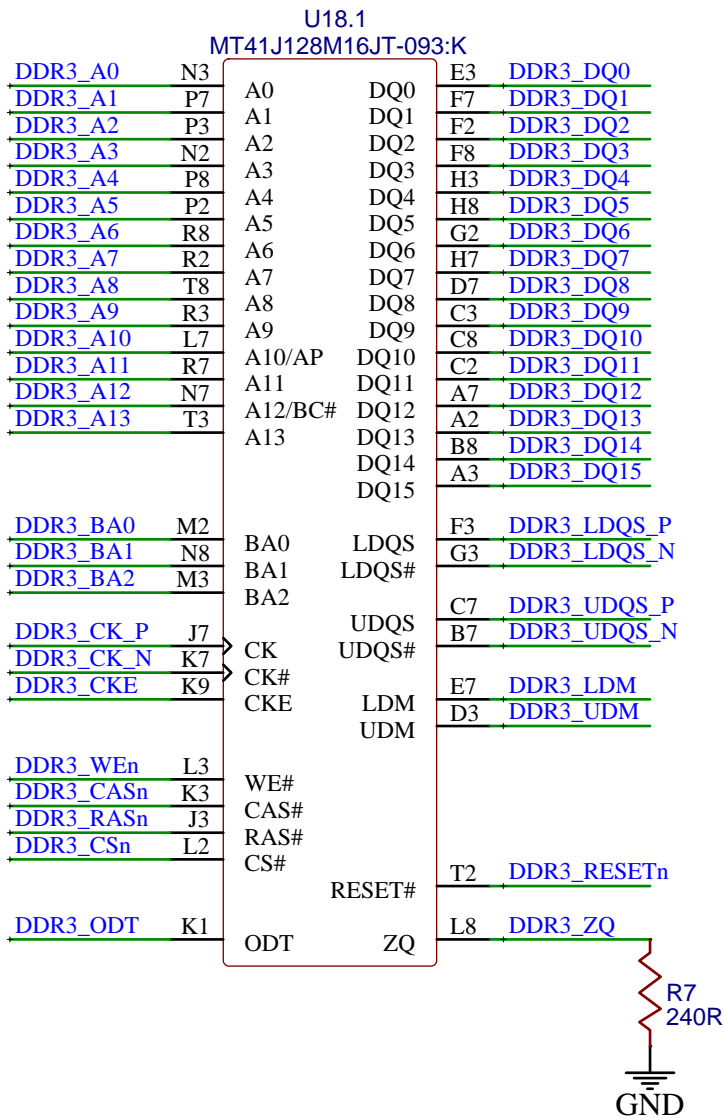 U18.1
MT41J128M16JT-093:K
DDR3_A0 N3 A0 DQ0 E3 DDR3_DQ0
DDR3_A1 P7 A1 DQ1 F7 DDR3_DQ1
DDR3_A2 P3 A2 DQ2 F2 DDR3_DQ2
DDR3_A3 N2 A3 DQ3 F8 DDR3_DQ3
DDR3_A4 P8 A4 DQ4 H3 DDR3_DQ4
DDR3_A5 P2 A5 DQ5 H8 DDR3_DQ5
DDR3_A6 R8 A6 DQ6 G2 DDR3_DQ6
DDR3_A7 R2 A7 DQ7 H7 DDR3_DQ7
DDR3_A8 T8 A8 DQ8 D7 DDR3_DQ8
DDR3_A9 R3 A9 DQ9 C3 DDR3_DQ9
DDR3_A10 L7 A10/AP DQ10 C8 DDR3_DQ10
DDR3_A11 R7 A11 DQ11 C2 DDR3_DQ11
DDR3_A12 N7 A12/BC# DQ12 A7 DDR3_DQ12
DDR3_A13 T3 A13 DQ13 A2 DDR3_DQ13
DQ14 B8 DDR3_DQ14
DQ15 A3 DDR3_DQ15
DDR3_BA0 M2 BA0 LDQS F3 DDR3_LDQS_P
DDR3_BA1 N8 BA1 LDQS# G3 DDR3_LDQS_N
DDR3_BA2 M3 BA2
UDQS C7 DDR3_UDQS_P
DDR3_CK_P J7 CK UDQS# B7 DDR3_UDQS_N
DDR3_CK_N K7 CK#
DDR3_CKE K9 CKE LDM E7 DDR3_LDM
UDM D3 DDR3_UDM
DDR3_WEn L3 WE#
DDR3_CASn K3 CAS#
DDR3_RASn J3 RAS#
DDR3_CSn L2 CS#
RESET# T2 DDR3_RESETn
DDR3_ODT K1 ODT ZQ L8 DDR3_ZQ
R7
240R
GND